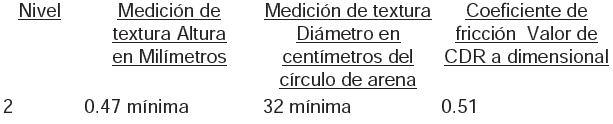 Nivel Medición de Medición de textura Coeficiente de
textura Altura Diámetro en fricción Valor de
en Milímetros centímetros del CDR a dimensional
círculo de arena
2 0.47 mínima 32 mínima 0.51